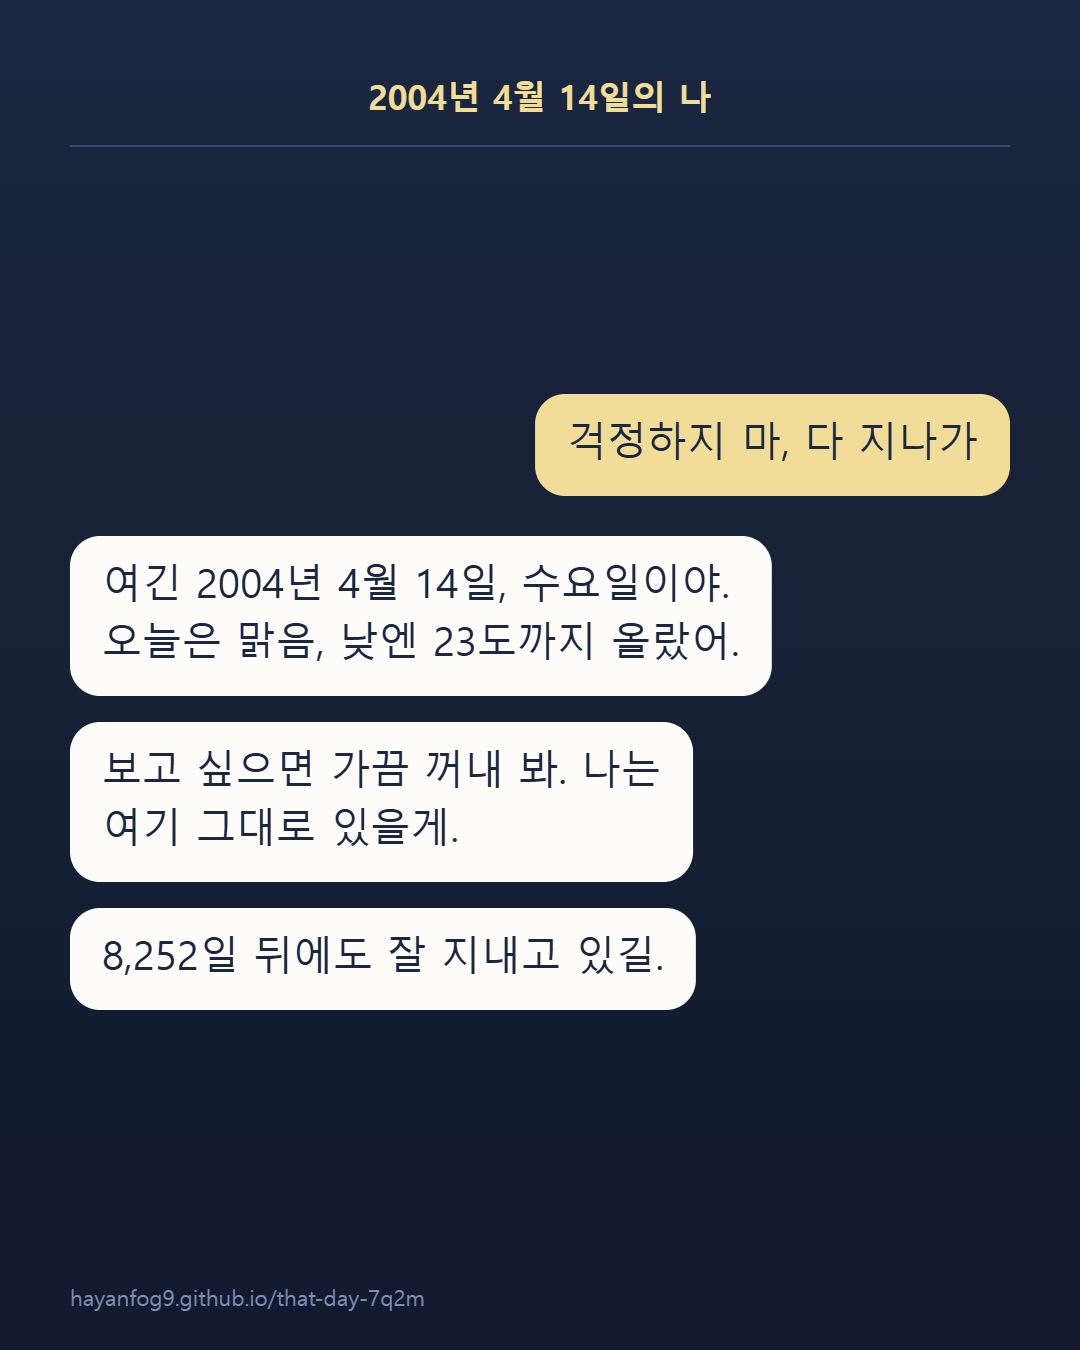 2004년 4월 14일의 나
걱정하지 마, 다 지나가
여긴 2004년 4월 14일, 수요일이야.
오늘은 맑음, 낮엔 23도까지 올랐어.
보고 싶으면 가끔 꺼내 봐. 나는
여기 그대로 있을게.
8,252일 뒤에도 잘 지내고 있길.
hayanfog9.github.io/that-day-7q2m